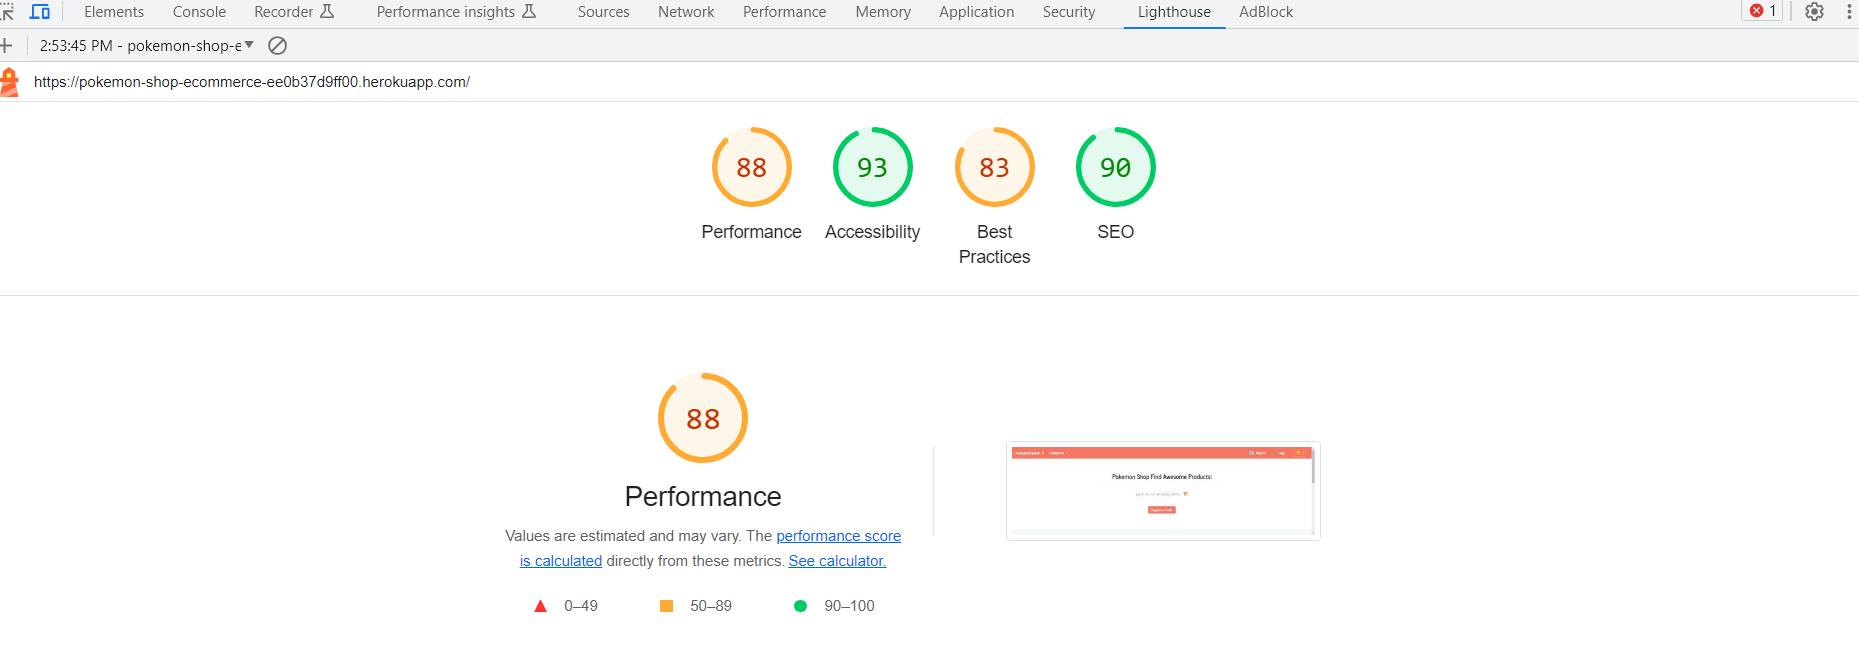 Elements Console Recorder Performance insights Sources Network Performance Memory Application Security Lighthouse AdBlock 1
2:53:45 PM - pokemon-shop-e
https://pokemon-shop-ecommerce-ee0b37d9ff00.herokuapp.com/
88 93 83 90
Performance Accessibility Best Practices SEO
88
Performance
Values are estimated and may vary. The performance score
is calculated directly from these metrics. See calculator.
0–49 50–89 90–100
Categories
Register
Pokemon Shop Find Awesome Products!